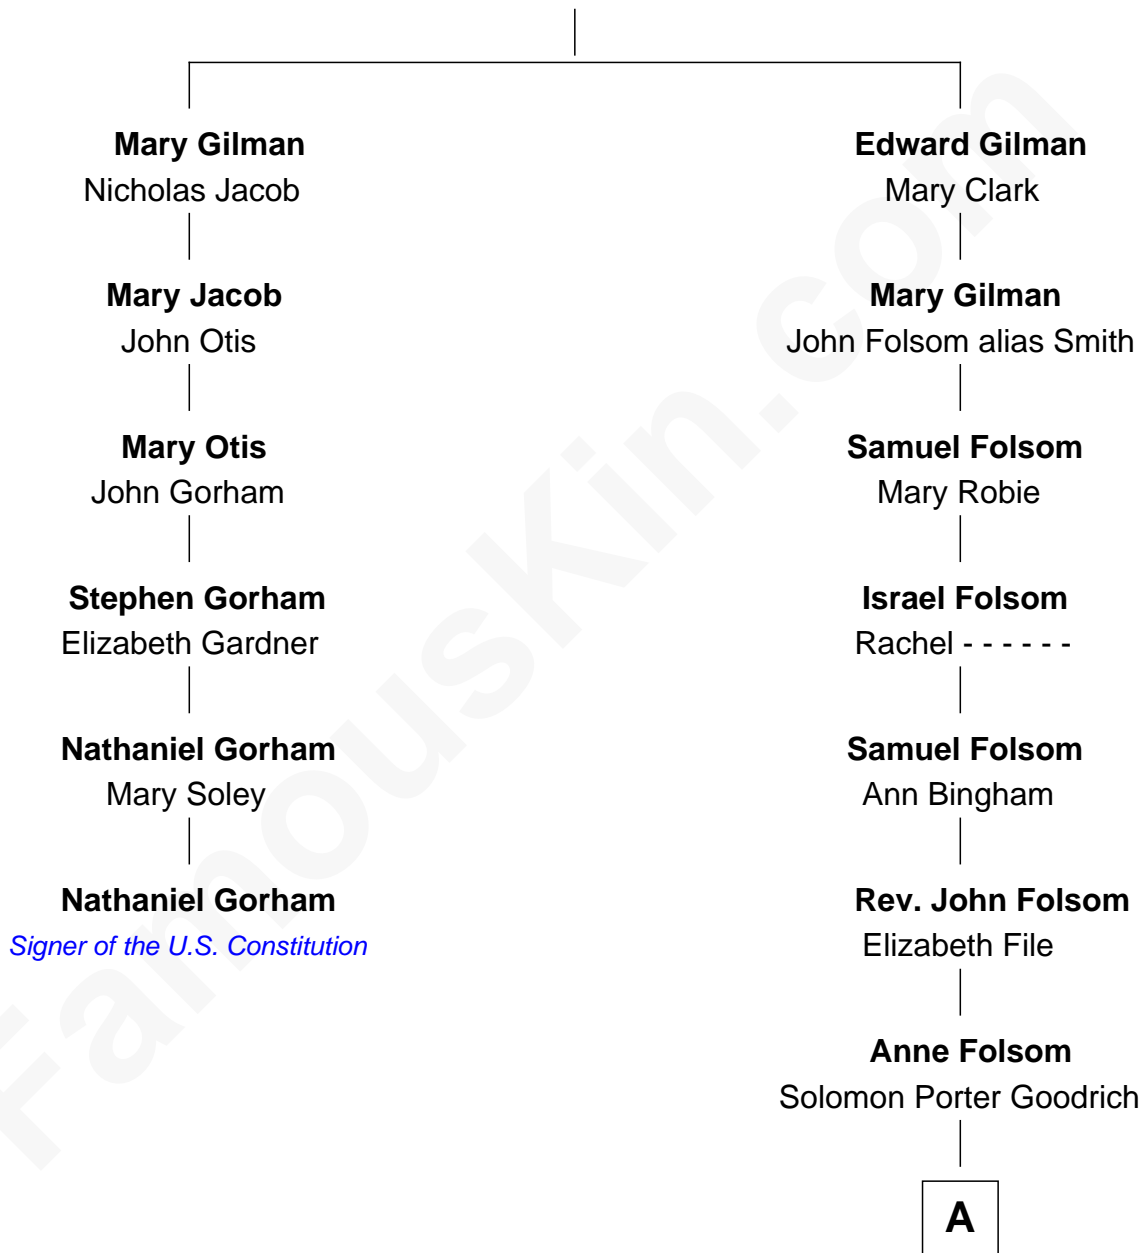 Mary Gilman
Nicholas Jacob
Mary Jacob
John Otis
Mary Otis
John Gorham
Stephen Gorham
Elizabeth Gardner
Nathaniel Gorham
Mary Soley
Nathaniel Gorham
Signer of the U.S. Constitution
Edward Gilman
Mary Clark
Mary Gilman
John Folsom alias Smith
Samuel Folsom
Mary Robie
Israel Folsom
Rachel - - - - - -
Samuel Folsom
Ann Bingham
Rev. John Folsom
Elizabeth File
Anne Folsom
Solomon Porter Goodrich
A
FamousKin.com